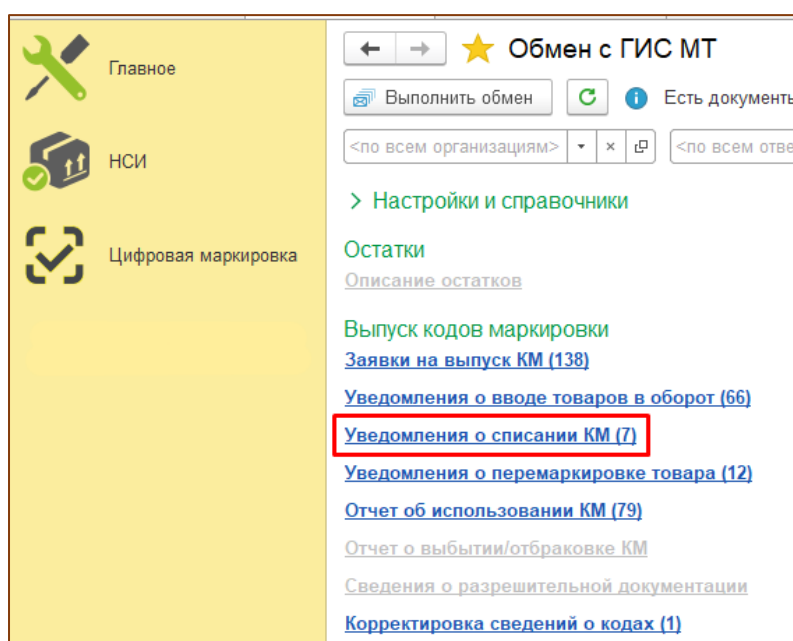 Главное
НСИ
Цифровая маркировка
Обмен с ГИС МТ
Выполнить обмен
Есть документы
<по всем организациям>
<по всем отве
Настройки и справочники
Остатки
Описание остатков
Выпуск кодов маркировки
Заявки на выпуск КМ (138)
Уведомления о вводе товаров в оборот (66)
Уведомления о списании КМ (7)
Уведомления о перемаркировке товара (12)
Отчет об использовании КМ (79)
Отчет о выбытии/отбраковке КМ
Сведения о разрешительной документации
Корректировка сведений о кодах (1)